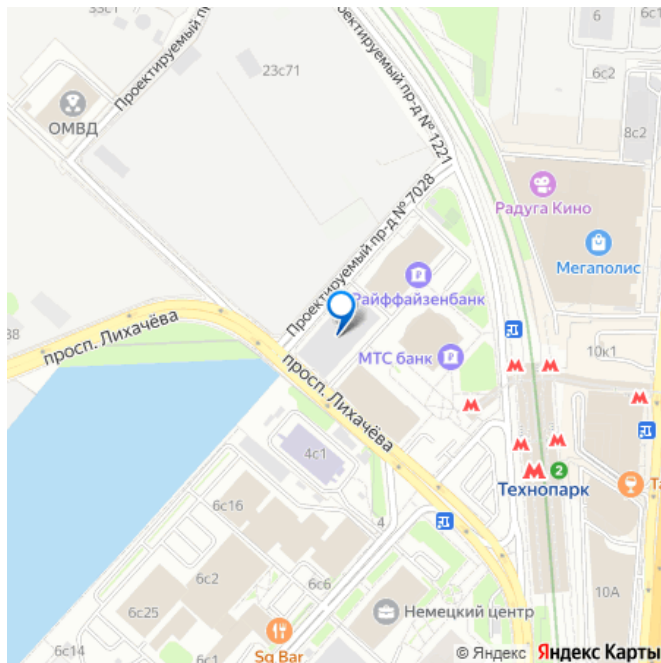 33с1
6
6с2
8с2
23с71
ОМВД
Проектируемый пр-д
Проектируемый пр-д № 1221
Проектируемый пр-д № 7028
Радуга Кино
Мегаполис
Райффайзенбанк
МТС банк
просп. Лихачёва
38
просп. Лихачёва
10к1
4с1
2
Технопарк
6с16
4
6с2
6с6
6с25
6с14
10А
Немецкий центр
Sg Bar
© Яндекс Яндекс Карты